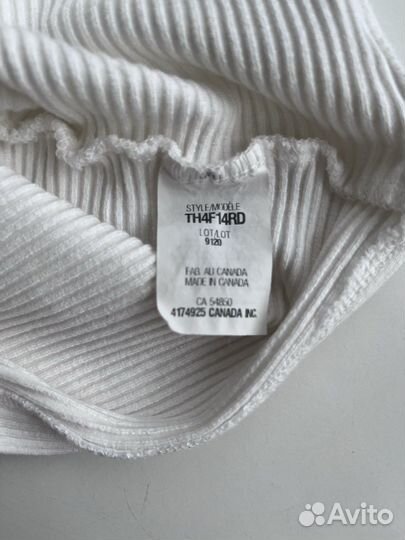 STYLE/MODÈLE
TH4F14RD
LOT/LOT
9120
FAB. AU CANADA
MADE IN CANADA
CA 54850
4174925 CANADA INC.
Avito